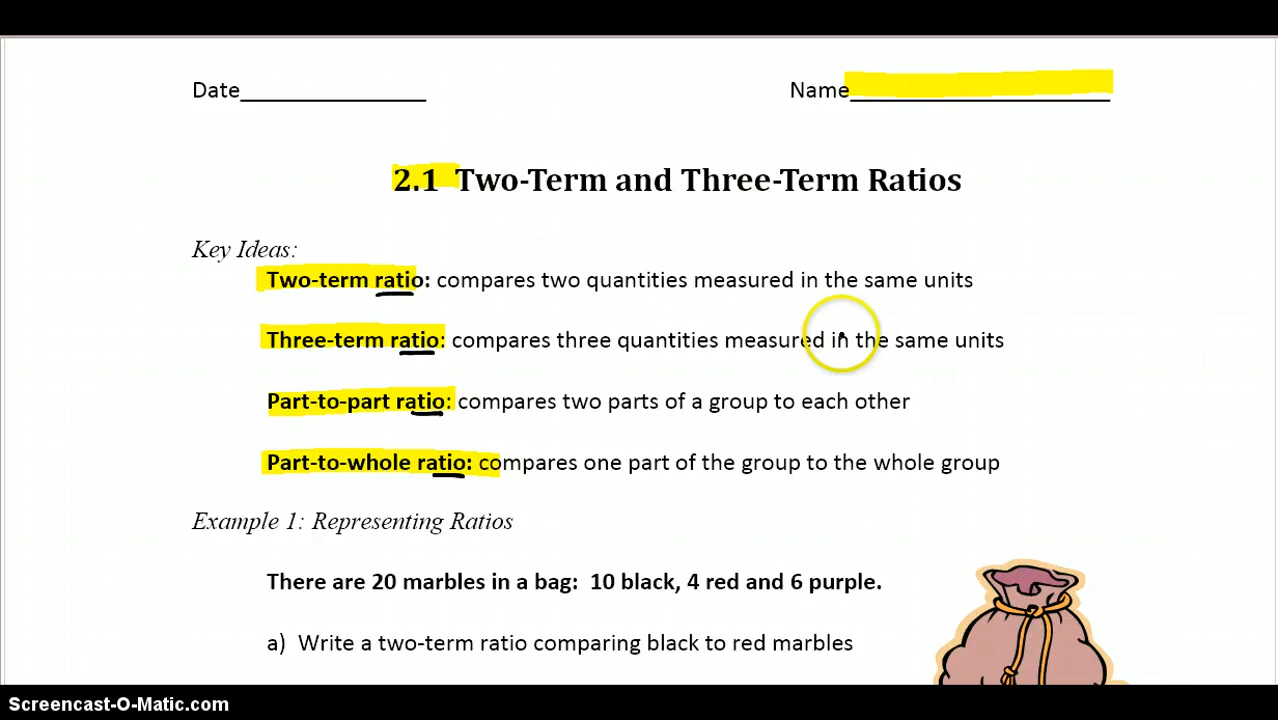 Date_______________ Name_____________________
2.1 Two-Term and Three-Term Ratios
Key Ideas:
Two-term ratio: compares two quantities measured in the same units
Three-term ratio: compares three quantities measured in the same units
Part-to-part ratio: compares two parts of a group to each other
Part-to-whole ratio: compares one part of the group to the whole group
Example 1: Representing Ratios
There are 20 marbles in a bag: 10 black, 4 red and 6 purple.
a) Write a two-term ratio comparing black to red marbles
Screencast-O-Matic.com